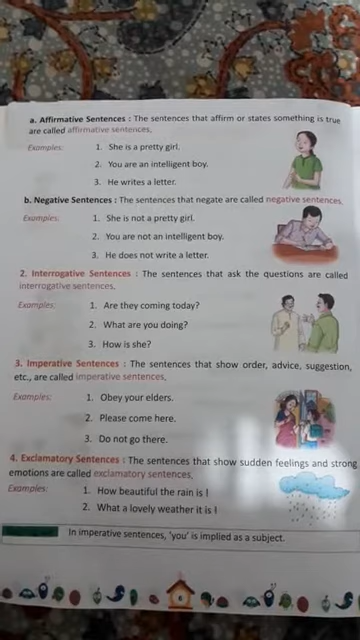 a. Affirmative Sentences : The sentences that affirm or states something is true
are called affirmative sentences.
Examples: 1. She is a pretty girl.
2. You are an intelligent boy.
3. He writes a letter.
b. Negative Sentences : The sentences that negate are called negative sentences.
Examples: 1. She is not a pretty girl.
2. You are not an intelligent boy.
3. He does not write a letter.
2. Interrogative Sentences : The sentences that ask the questions are called
interrogative sentences.
Examples: 1. Are they coming today?
2. What are you doing?
3. How is she?
3. Imperative Sentences : The sentences that show order, advice, suggestion,
etc., are called imperative sentences.
Examples: 1. Obey your elders.
2. Please come here.
3. Do not go there.
4. Exclamatory Sentences : The sentences that show sudden feelings and strong
emotions are called exclamatory sentences.
Examples: 1. How beautiful the rain is !
2. What a lovely weather it is !
In imperative sentences, 'you' is implied as a subject.
6